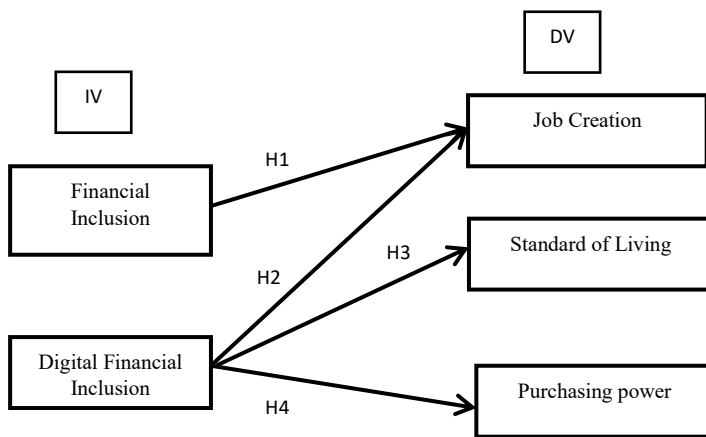 DV
IV
Job Creation
H1
Financial
Inclusion
Standard of Living
H3
H2
Digital Financial
Inclusion
Purchasing power
H4